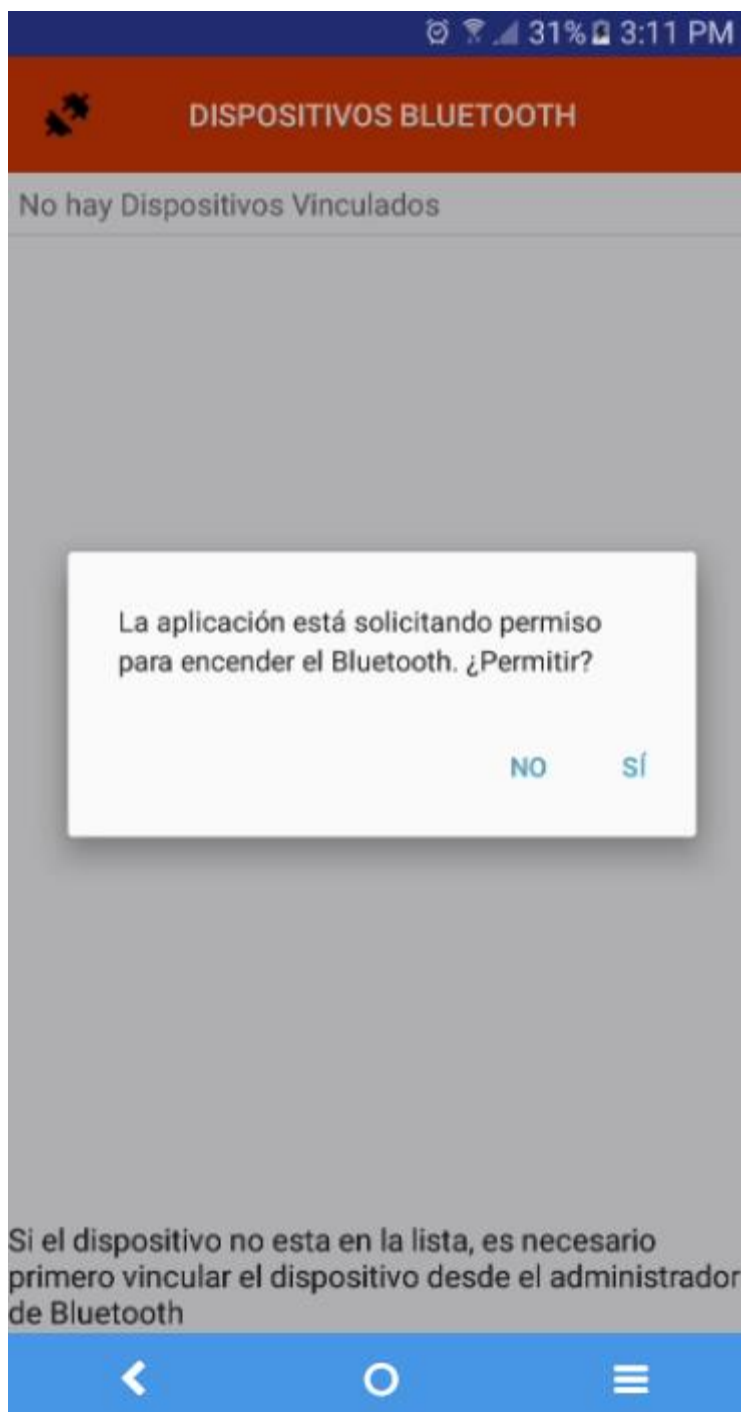 31% 3:11 PM
DISPOSITIVOS BLUETOOTH
No hay Dispositivos Vinculados
La aplicación está solicitando permiso
para encender el Bluetooth. ¿Permitir?
NO SÍ
Si el dispositivo no esta en la lista, es necesario
primero vincular el dispositivo desde el administrador
de Bluetooth